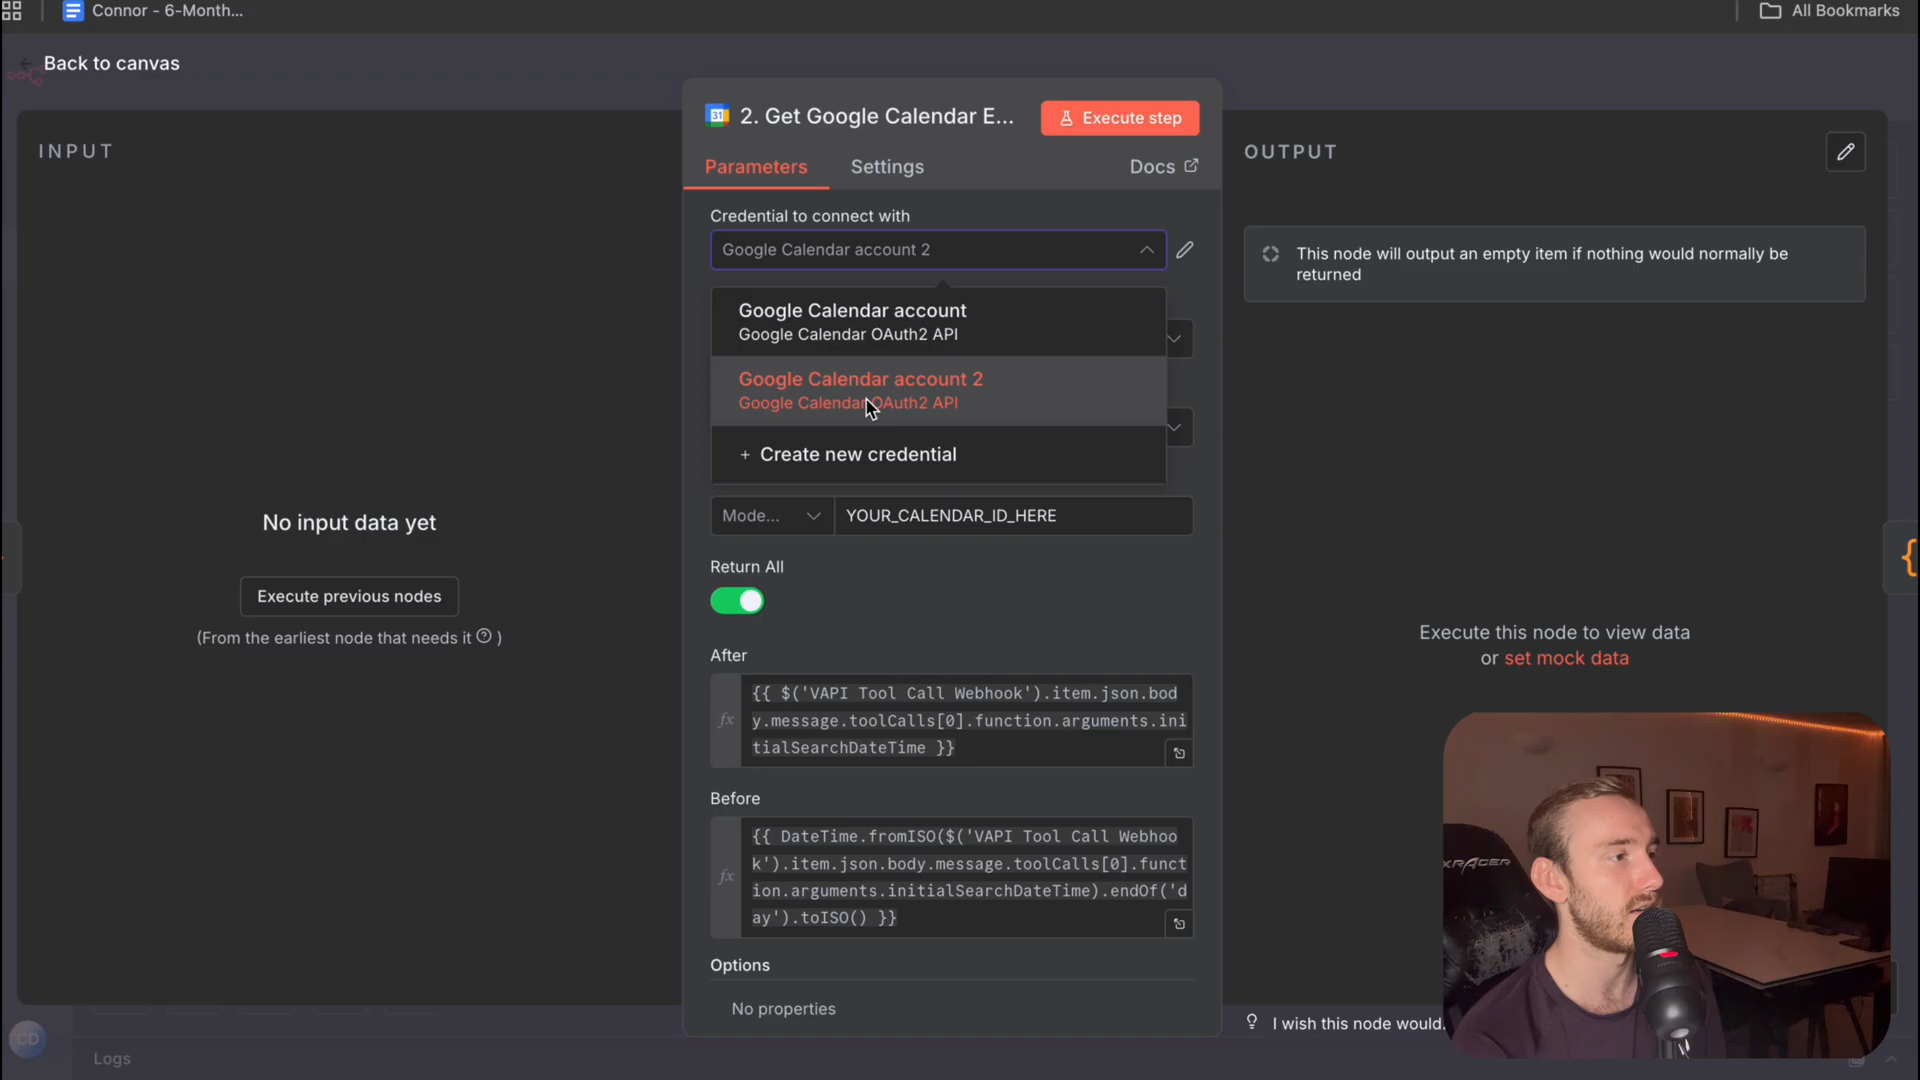 Connor - 6-Month...
All Bookmarks
Back to canvas
INPUT
31
2. Get Google Calendar E...
Execute step
Parameters
Settings
Docs
OUTPUT
Credential to connect with
Google Calendar account 2
Google Calendar account
Google Calendar OAuth2 API
Google Calendar account 2
Google Calendar OAuth2 API
+ Create new credential
Mode...
YOUR_CALENDAR_ID_HERE
Return All
This node will output an empty item if nothing would normally be
returned
No input data yet
Execute previous nodes
(From the earliest node that needs it ? )
Execute this node to view data
or set mock data
After
fx
{{ $('VAPI Tool Call Webhook').item.json.bod
y.message.toolCalls[0].function.arguments.ini
tialSearchDateTime }}
Before
fx
{{ DateTime.fromISO($('VAPI Tool Call Webhoo
k').item.json.body.message.toolCalls[0].funct
ion.arguments.initialSearchDateTime).endOf('d
ay').toISO() }}
Options
No properties
I wish this node would.
XRACER
CD
Logs